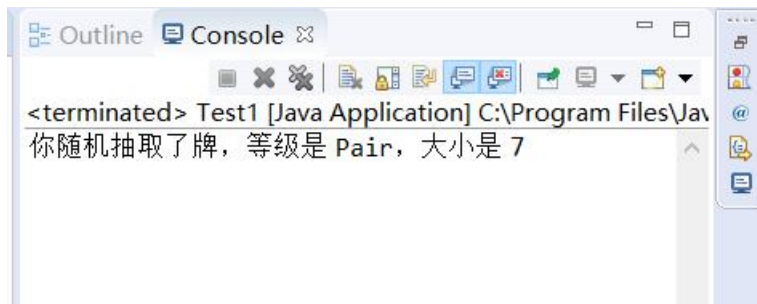 Outline Console
<terminated> Test1 [Java Application] C:\Program Files\Jav
你随机抽取了牌，等级是 Pair，大小是 7